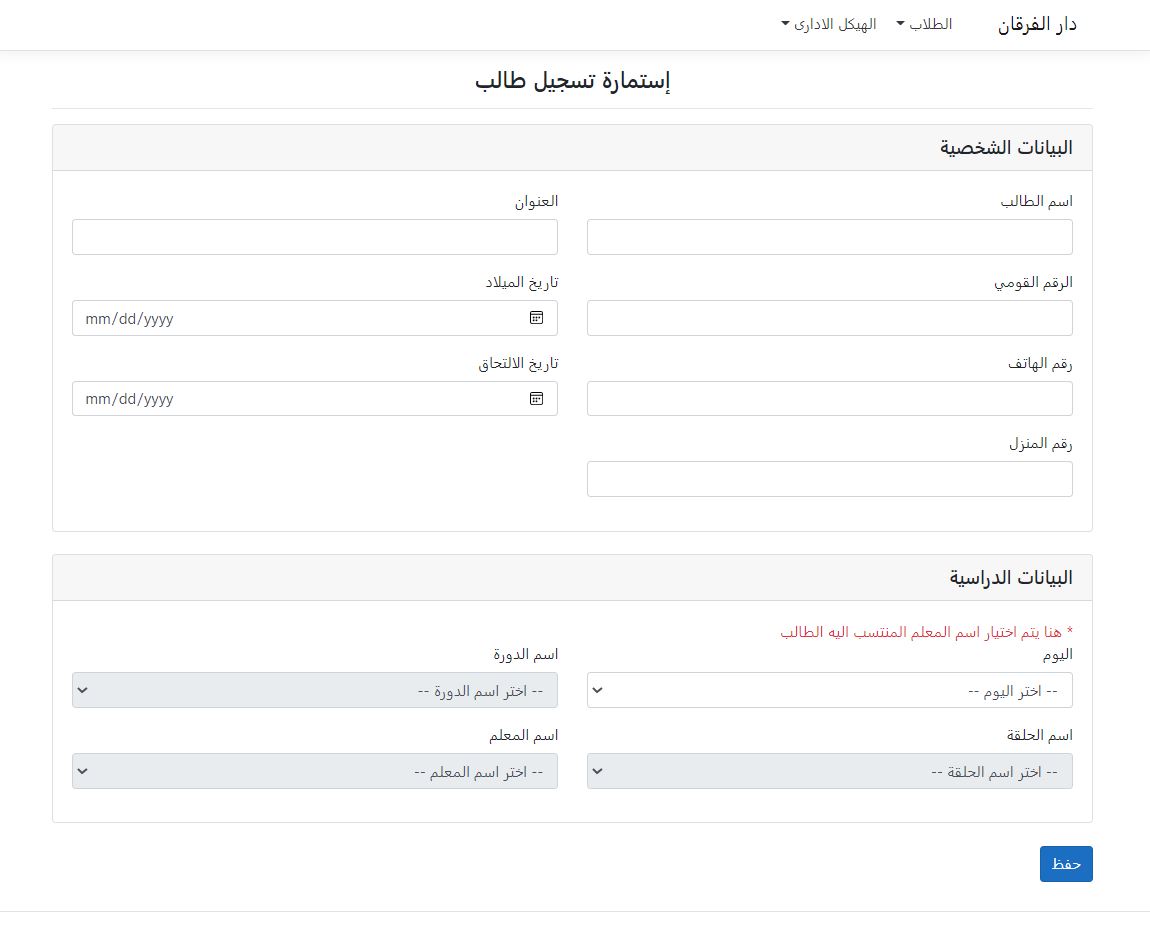 دار الفرقان الطلاب الهيكل الادارى
إستمارة تسجيل طالب
البيانات الشخصية
اسم الطالب
العنوان
الرقم القومي
تاريخ الميلاد
mm/dd/yyyy
رقم الهاتف
تاريخ الالتحاق
mm/dd/yyyy
رقم المنزل
البيانات الدراسية
* هنا يتم اختيار اسم المعلم المنتسب اليه الطالب
اليوم
-- اختر اليوم --
اسم الدورة
-- اختر اسم الدورة --
اسم الحلقة
-- اختر اسم الحلقة --
اسم المعلم
-- اختر اسم المعلم --
حفظ